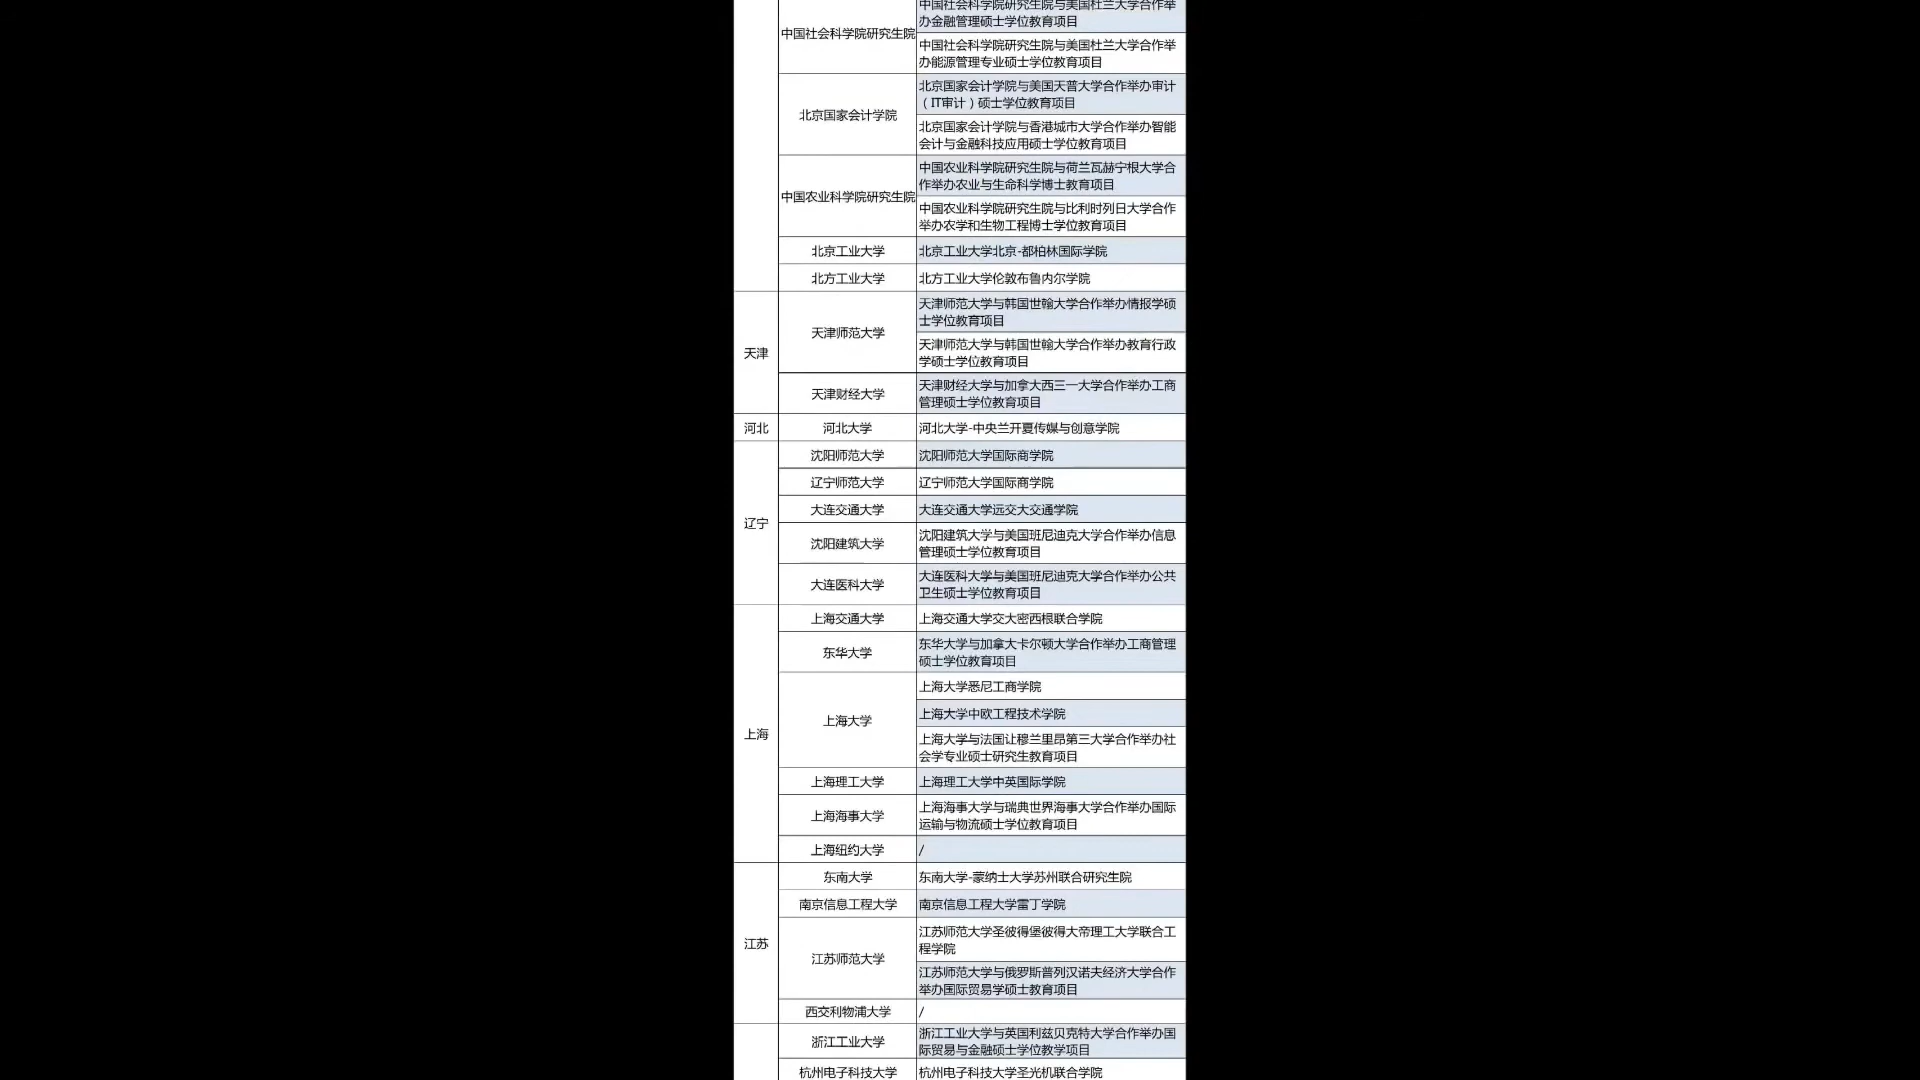 中国社会科学院研究生院与美国杜兰大学合作举
办金融管理硕士学位教育项目
中国社会科学院研究生院
中国社会科学院研究生院与美国杜兰大学合作举
办能源管理专业硕士学位教育项目
北京国家会计学院与美国天普大学合作举办审计
（IT审计）硕士学位教育项目
北京国家会计学院
北京国家会计学院与香港城市大学合作举办智能
会计与金融科技应用硕士学位教育项目
中国农业科学院研究生院与荷兰瓦赫宁根大学合
作举办农业与生命科学博士教育项目
中国农业科学院研究生院
中国农业科学院研究生院与比利时列日大学合作
举办农学和生物工程博士学位教育项目
北京工业大学
北京工业大学北京-都柏林国际学院
北方工业大学
北方工业大学伦敦布鲁内尔学院
天津
天津师范大学
天津师范大学与韩国世翰大学合作举办情报学硕
士学位教育项目
天津师范大学与韩国世翰大学合作举办教育行政
学硕士学位教育项目
天津财经大学
天津财经大学与加拿大西三一大学合作举办工商
管理硕士学位教育项目
河北
河北大学
河北大学-中央兰开夏传媒与创意学院
辽宁
沈阳师范大学
沈阳师范大学国际商学院
辽宁师范大学
辽宁师范大学国际商学院
大连交通大学
大连交通大学远交大交通学院
沈阳建筑大学
沈阳建筑大学与美国班尼迪克大学合作举办信息
管理硕士学位教育项目
大连医科大学
大连医科大学与美国班尼迪克大学合作举办公共
卫生硕士学位教育项目
上海
上海交通大学
上海交通大学交大密西根联合学院
东华大学
东华大学与加拿大卡尔顿大学合作举办工商管理
硕士学位教育项目
上海大学
上海大学悉尼工商学院
上海大学中欧工程技术学院
上海大学与法国让穆兰里昂第三大学合作举办社
会学专业硕士研究生教育项目
上海理工大学
上海理工大学中英国际学院
上海海事大学
上海海事大学与瑞典世界海事大学合作举办国际
运输与物流硕士学位教育项目
上海纽约大学
/
江苏
东南大学
东南大学-蒙纳士大学苏州联合研究生院
南京信息工程大学
南京信息工程大学雷丁学院
江苏师范大学
江苏师范大学圣彼得堡彼得大帝理工大学联合工
程学院
江苏师范大学与俄罗斯普列汉诺夫经济大学合作
举办国际贸易学硕士教育项目
西交利物浦大学
/
浙江工业大学
浙江工业大学与英国利兹贝克特大学合作举办国
际贸易与金融硕士学位教学项目
杭州电子科技大学
杭州电子科技大学圣光机联合学院